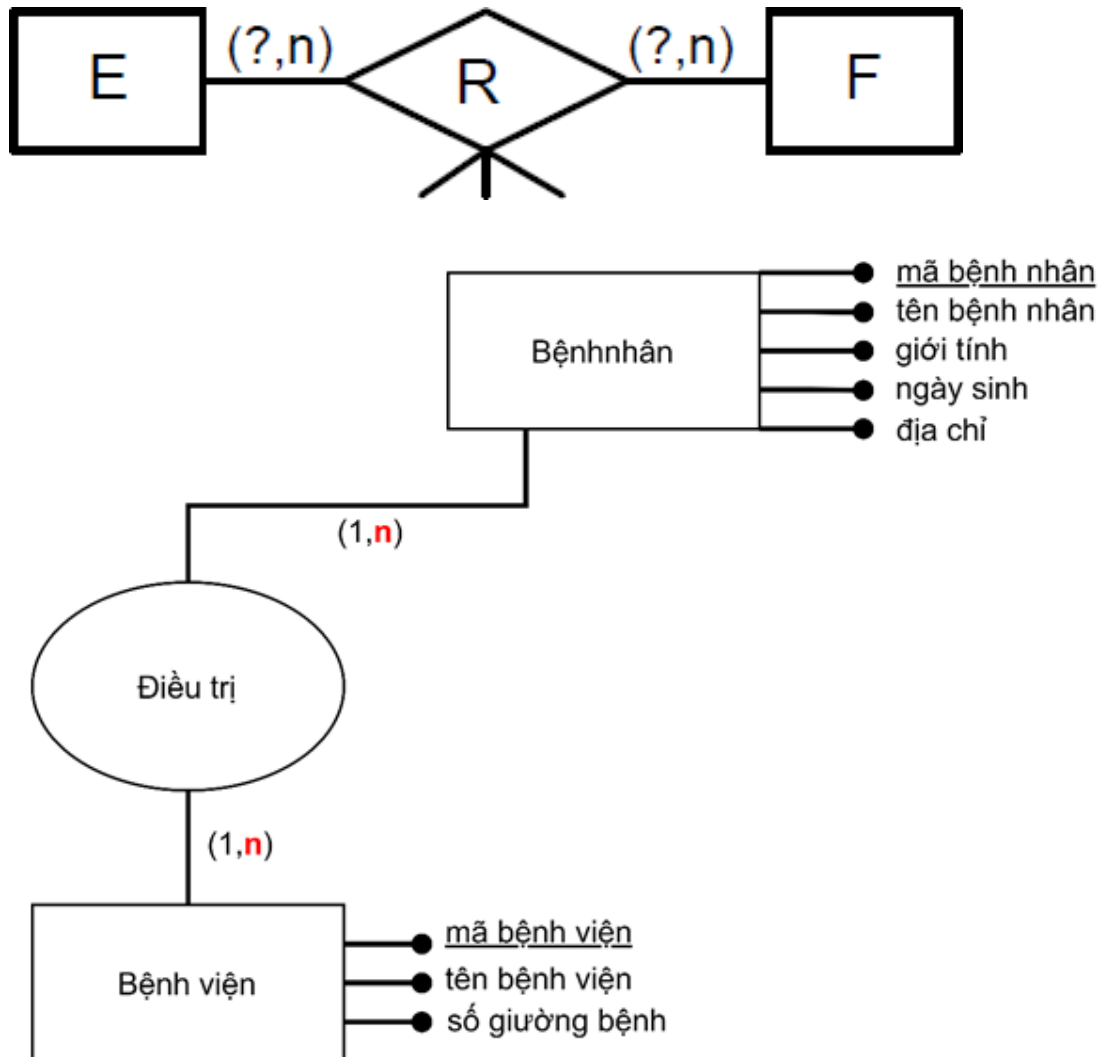 E (?,n) R (?,n) F
mã bệnh nhân
tên bệnh nhân
Bệnhnhân
giới tính
ngày sinh
địa chỉ
(1,n)
Điều trị
(1,n)
mã bệnh viện
tên bệnh viện
Bệnh viện
số giường bệnh